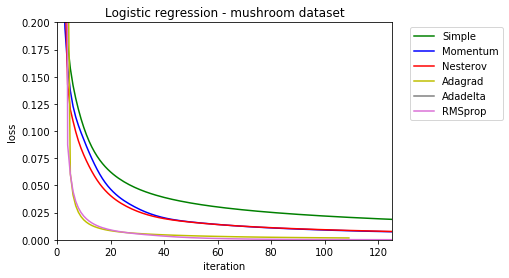 Logistic regression - mushroom dataset
0.200
0.175
0.150
0.125
0.100
0.075
0.050
0.025
0.000
loss
0
20
40
60
80
100
120
iteration
Simple
Momentum
Nesterov
Adagrad
Adadelta
RMSprop